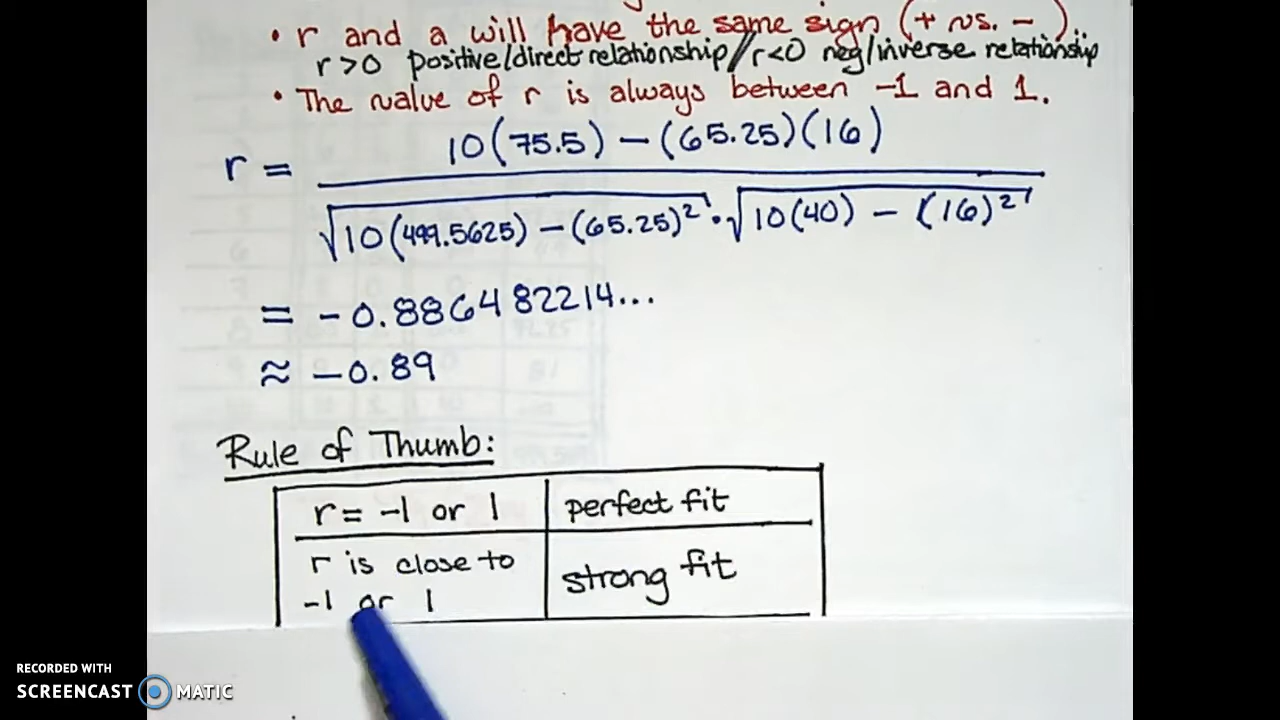 • r and a will have the same sign (+ vs. -).
r>0 positive/direct relationship//r<0 neg/inverse relationship
• The value of r is always between -1 and 1.
r = 10(75.5) - (65.25)(16) / √10(499.5625) - (65.25)² • √10(40) - (16)²
= -0.886482214...
≈ -0.89
Rule of Thumb:
r = -1 or 1 perfect fit
r is close to strong fit
-1 or 1
RECORDED WITH
SCREENCAST MATIC